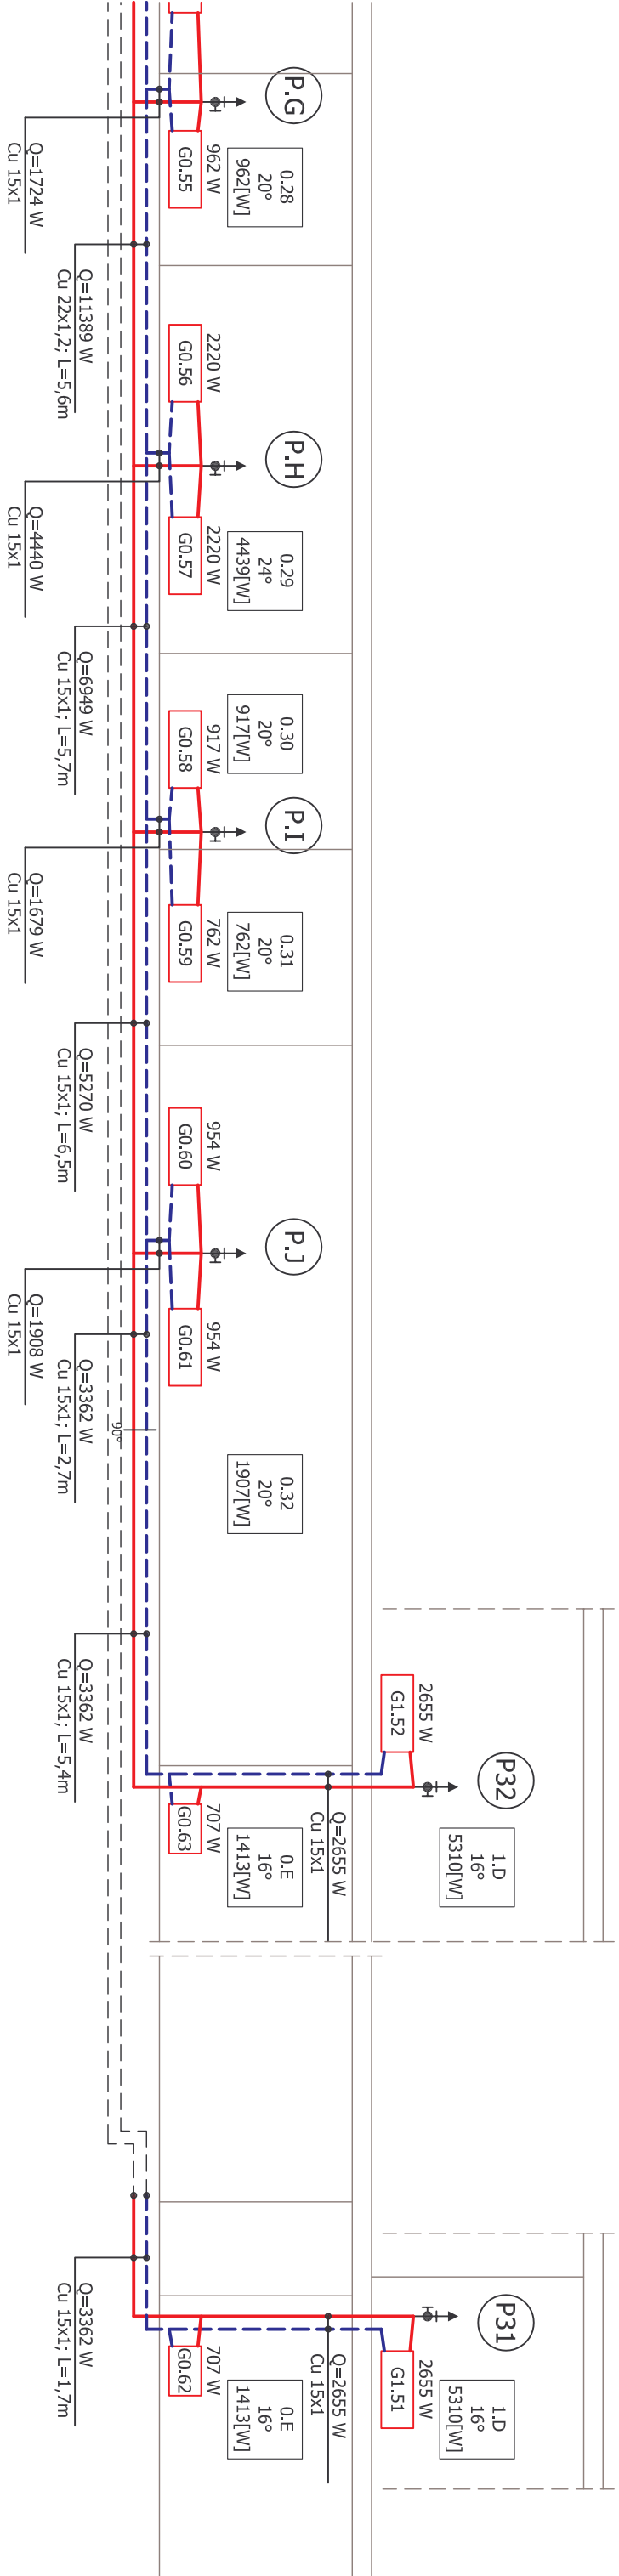 P.G
0.28
20°
962[W]
962 W
G0.55
Q=1724 W
Cu 15x1
Q=11389 W
Cu 22x1,2; L=5,6m
P.H
2220 W
G0.56
0.29
24°
4439[W]
2220 W
G0.57
Q=4440 W
Cu 15x1
Q=6949 W
Cu 15x1; L=5,7m
0.30
20°
917[W]
917 W
G0.58
P.I
0.31
20°
762[W]
762 W
G0.59
Q=1679 W
Cu 15x1
Q=5270 W
Cu 15x1; L=6,5m
954 W
G0.60
P.J
954 W
G0.61
Q=1908 W
Cu 15x1
Q=3362 W
Cu 15x1; L=2,7m
90°
0.32
20°
1907[W]
Q=3362 W
Cu 15x1; L=5,4m
2655 W
G1.52
P32
1.D
16°
5310[W]
Q=2655 W
Cu 15x1
0.E
16°
1413[W]
707 W
G0.63
P31
1.D
16°
5310[W]
2655 W
G1.51
Q=2655 W
Cu 15x1
0.E
16°
1413[W]
707 W
G0.62
Q=3362 W
Cu 15x1; L=1,7m